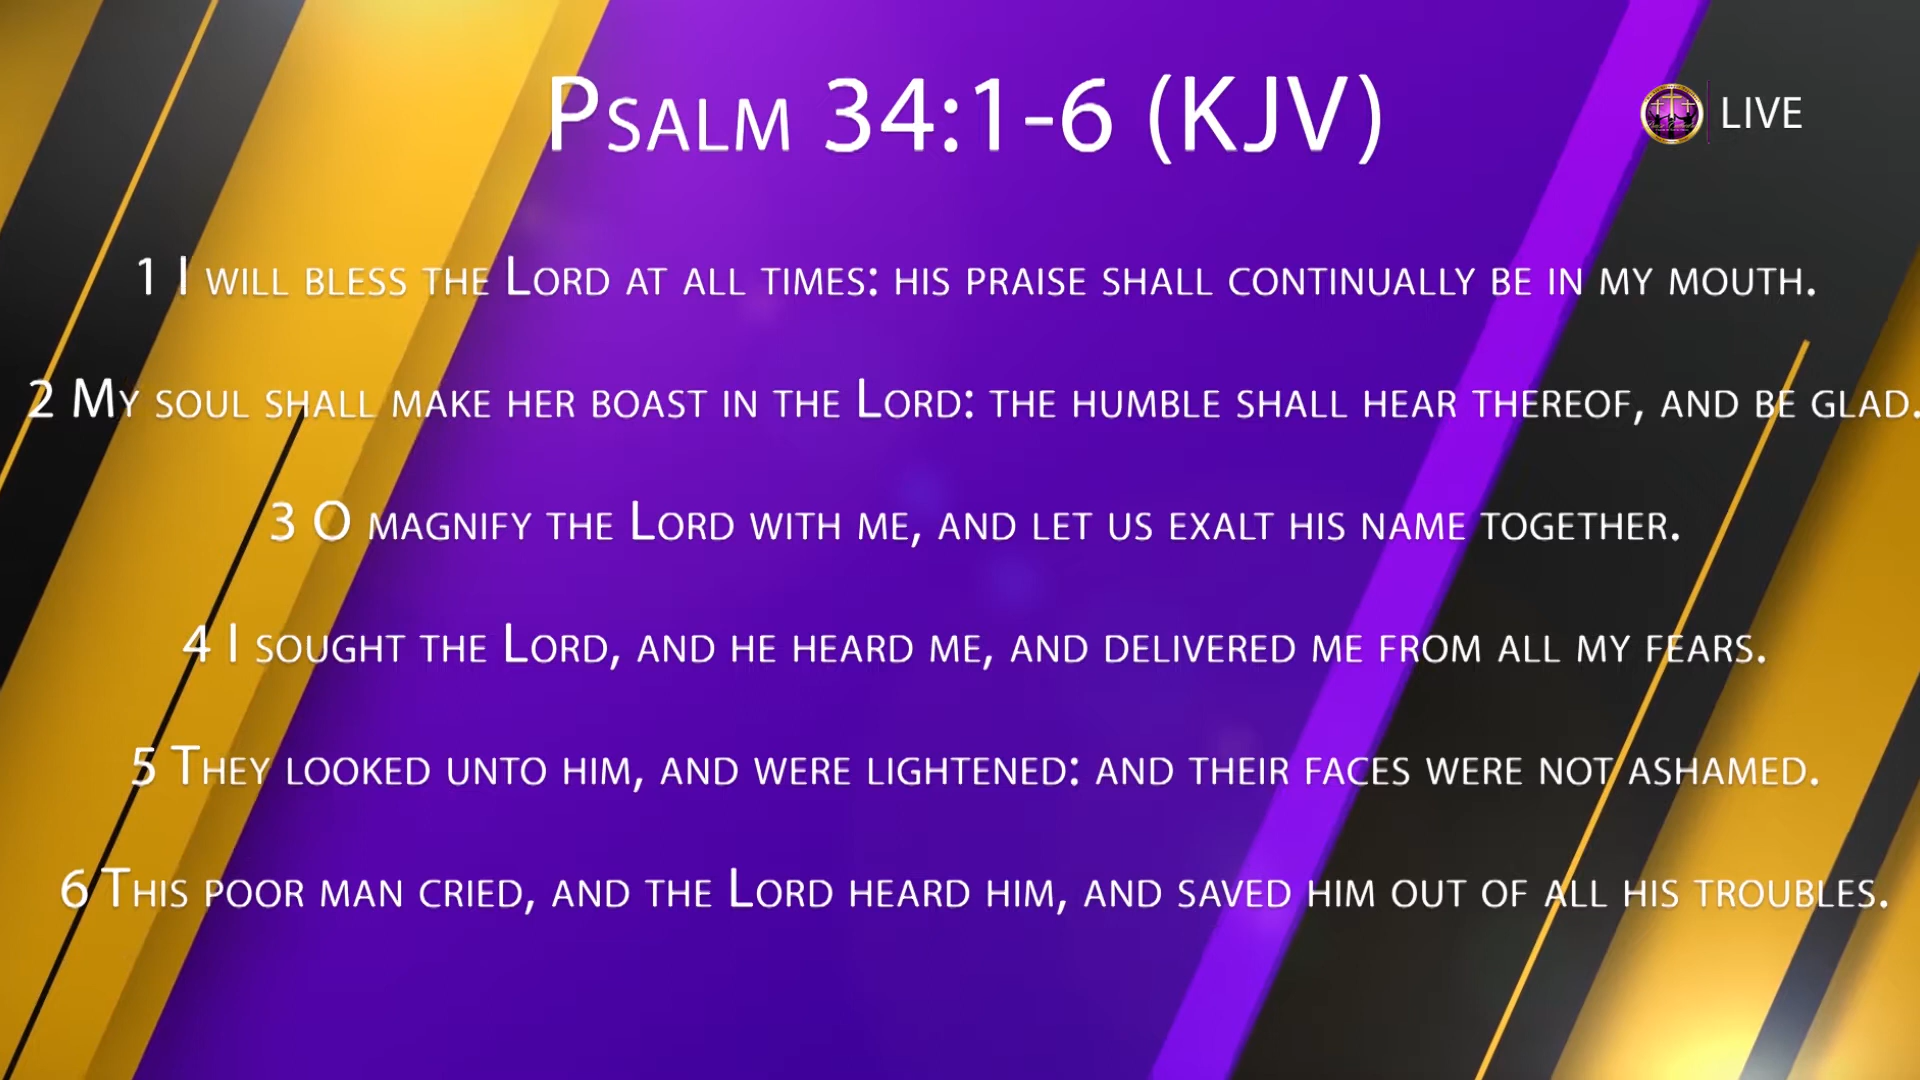 Psalm 34:1-6 (KJV)
LIVE
1 I will bless the Lord at all times: his praise shall continually be in my mouth.
2 My soul shall make her boast in the Lord: the humble shall hear thereof, and be glad.
3 O magnify the Lord with me, and let us exalt his name together.
4 I sought the Lord, and he heard me, and delivered me from all my fears.
5 They looked unto him, and were lightened: and their faces were not ashamed.
6 This poor man cried, and the Lord heard him, and saved him out of all his troubles.